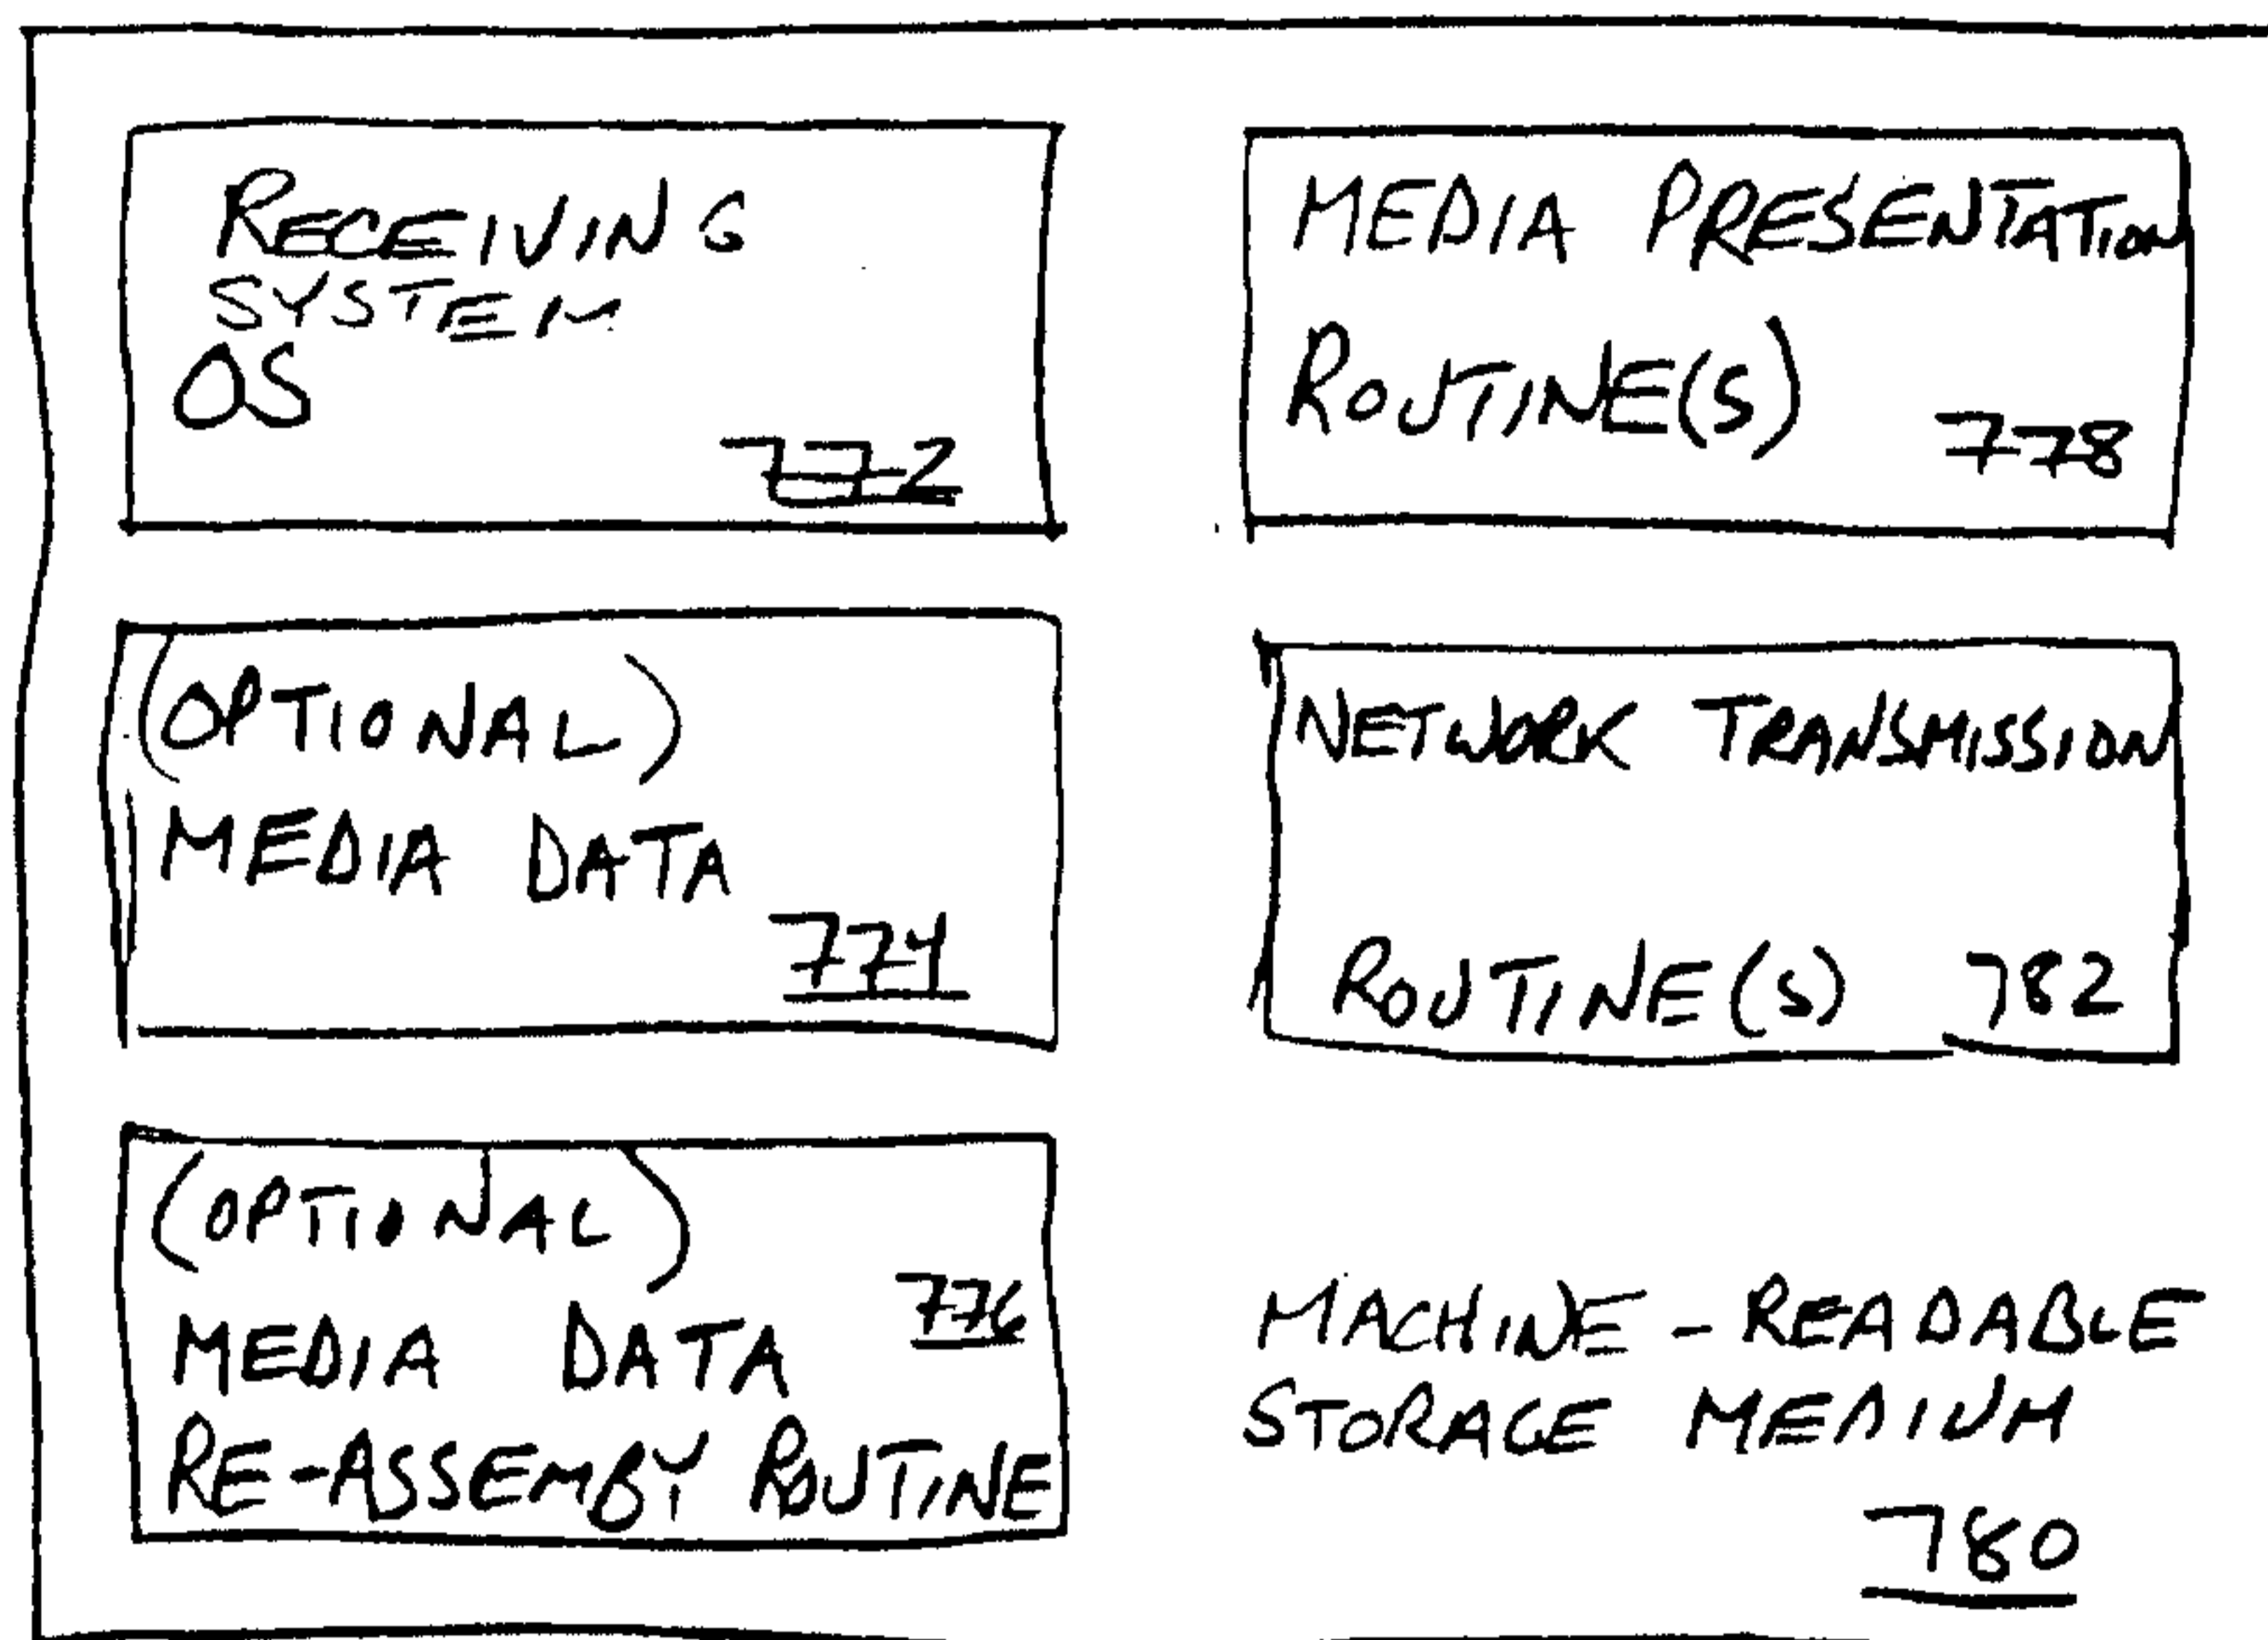 RECEIVING
SYSTEM
OS
772
(OPTIONAL)
MEDIA DATA
774
(OPTIONAL)
776
MEDIA DATA
RE-ASSEMBY ROUTINE
MEDIA PRESENTATION
ROUTINE(S)
778
NETWORK TRANSMISSION
ROUTINE(S) 782
MACHINE-READABLE
STORAGE MEDIUM
780